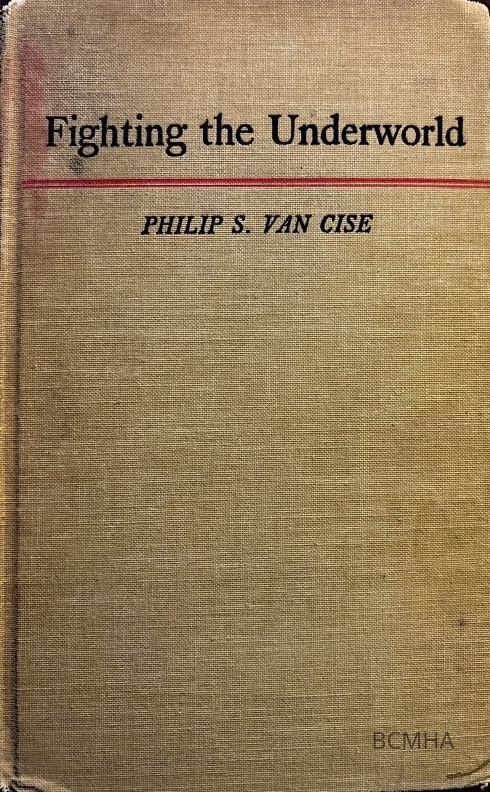 Fighting the Underworld
PHILIP S. VAN CISE
BCMHA